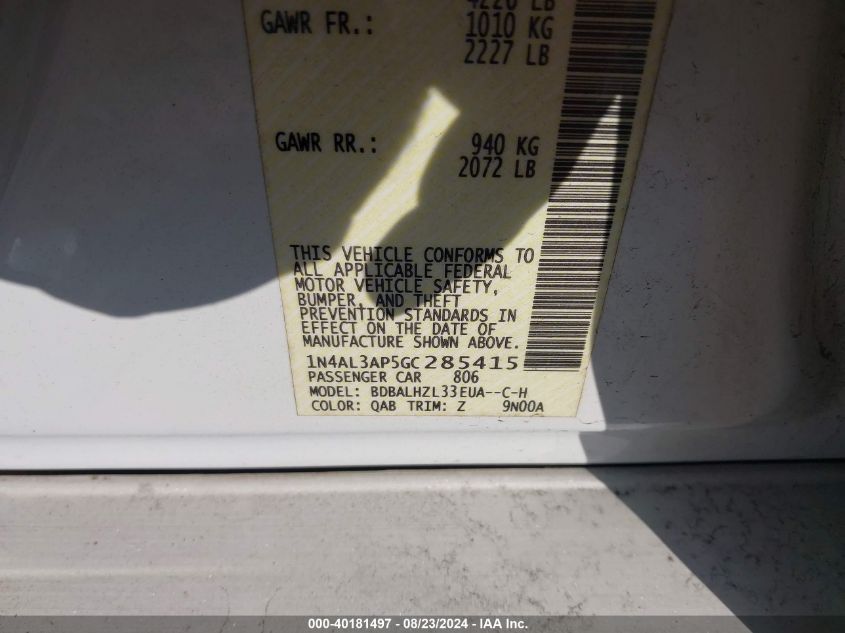 4220 LB
GAWR FR.: 1010 KG
2227 LB
GAWR RR.: 940 KG
2072 LB
THIS VEHICLE CONFORMS TO
ALL APPLICABLE FEDERAL
MOTOR VEHICLE SAFETY,
BUMPER, AND THEFT
PREVENTION STANDARDS IN
EFFECT ON THE DATE OF
MANUFACTURE SHOWN ABOVE.
1N4AL3AP5GC285415
PASSENGER CAR 806
MODEL: BDBALHZL33EUA--C-H
COLOR: QAB TRIM: Z 9N00A
000-40181497 - 08/23/2024 - IAA Inc.